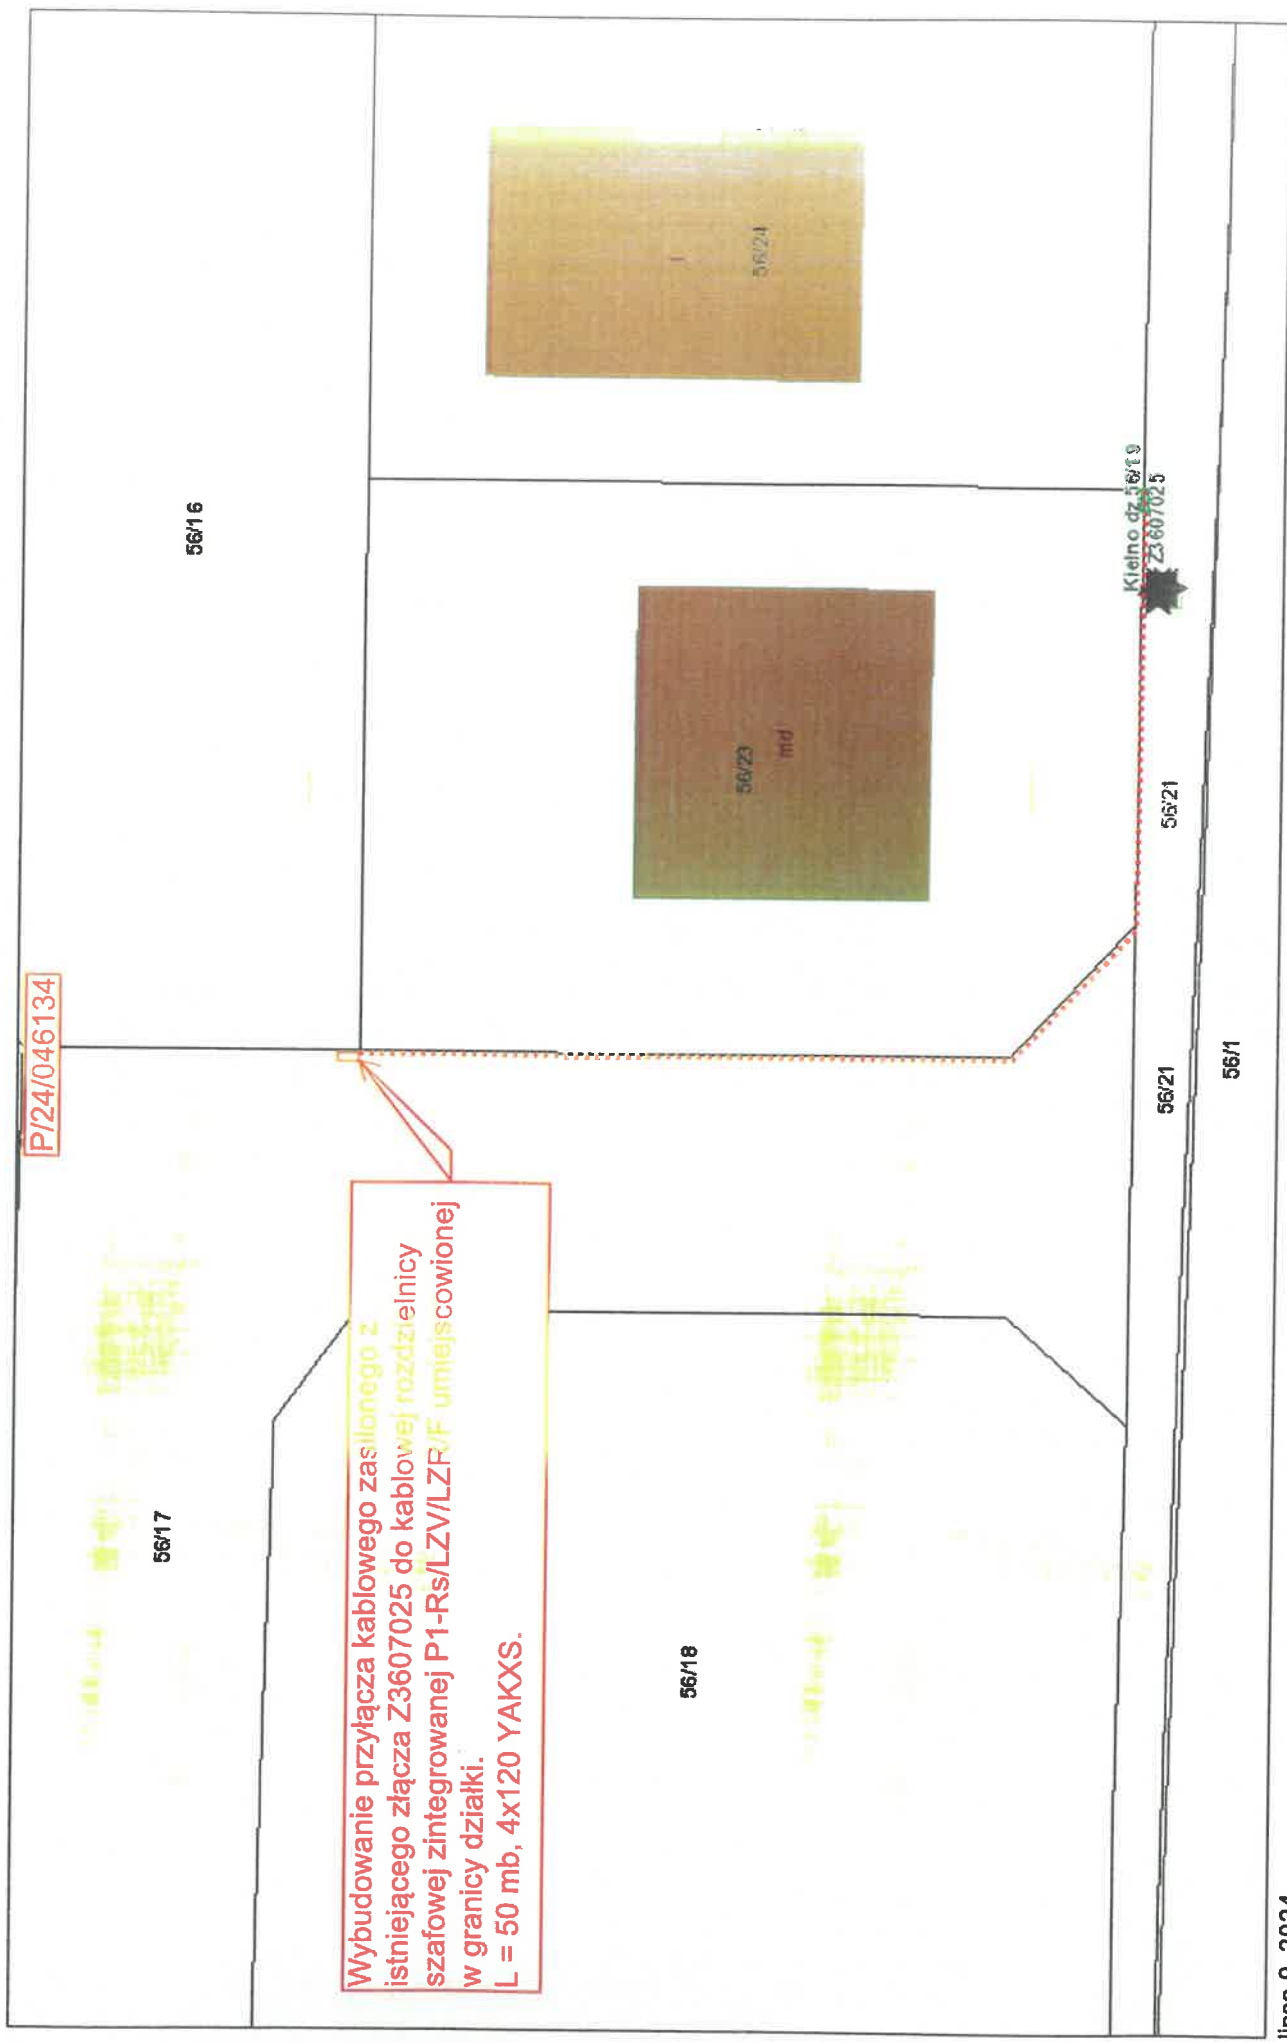 P/24/046134
56/16
56/17
Wybudowanie przyłącza kablowego zasilonego z
istniejącego złącza Z3607025 do kablowej rozdzielnicy
szafowej zintegrowanej P1-Rs/LZV/LZR/F umiejscowionej
w granicy działki.
L = 50 mb, 4x120 YAKXS.
56/24
56/23
md
56/18
Kielno dz.56/19
Z3607025
56/21
56/21
56/1
9, 2024